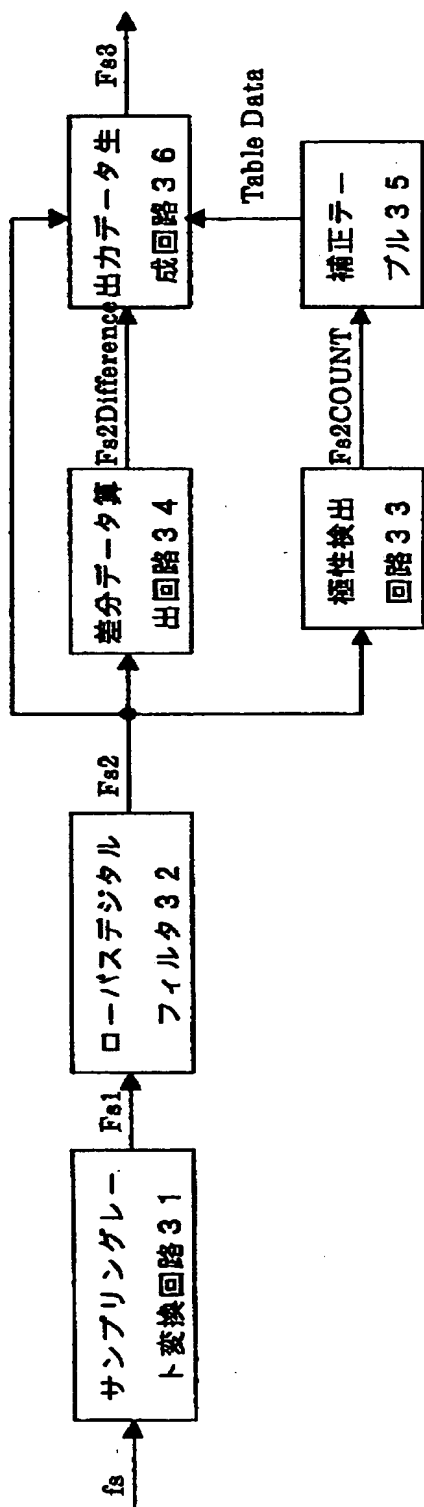 fs
サンプリングレー
ト変換回路31
Fs1
ローパスデジタル
フィルタ32
Fs2
差分データ算
出回路34
Fs2Difference
出力データ生
成回路36
Fs3
極性検出
回路33
Fs2COUNT
補正テー
ブル35
Table Data